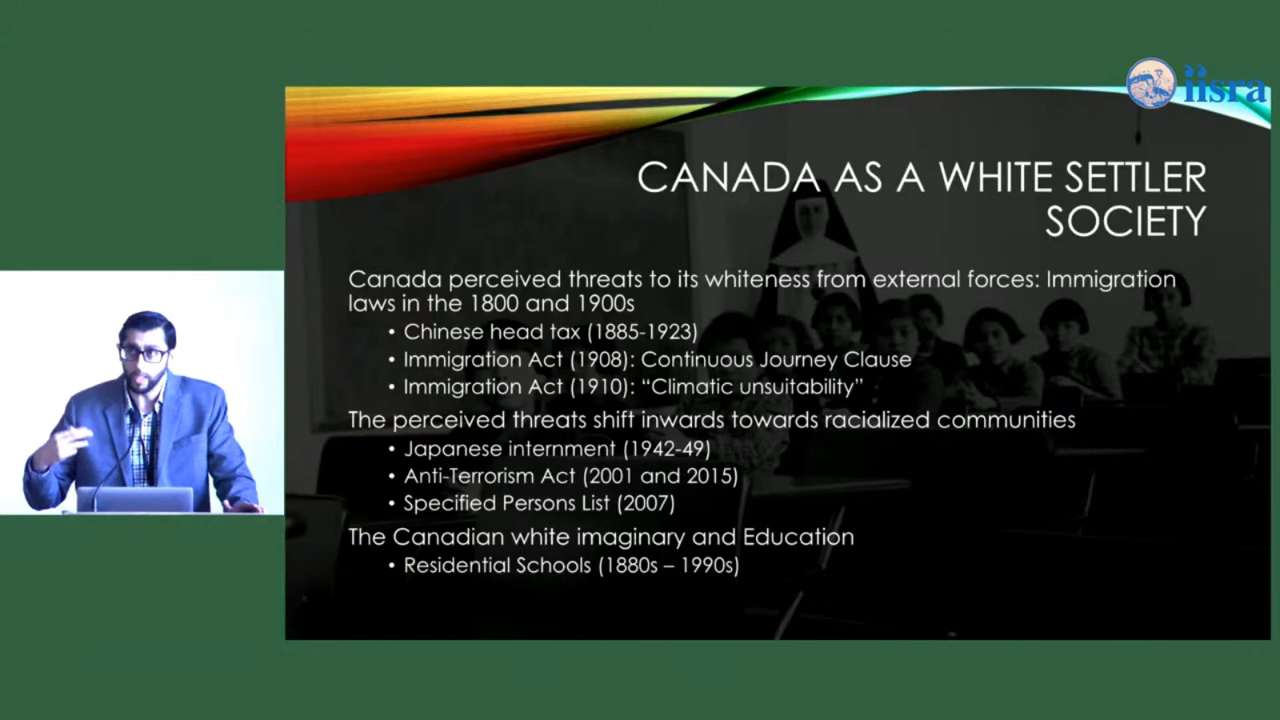 iisra
CANADA AS A WHITE SETTLER
SOCIETY
Canada perceived threats to its whiteness from external forces: Immigration
laws in the 1800 and 1900s
• Chinese head tax (1885-1923)
• Immigration Act (1908): Continuous Journey Clause
• Immigration Act (1910): “Climatic unsuitability”
The perceived threats shift inwards towards racialized communities
• Japanese internment (1942-49)
• Anti-Terrorism Act (2001 and 2015)
• Specified Persons List (2007)
The Canadian white imaginary and Education
• Residential Schools (1880s – 1990s)